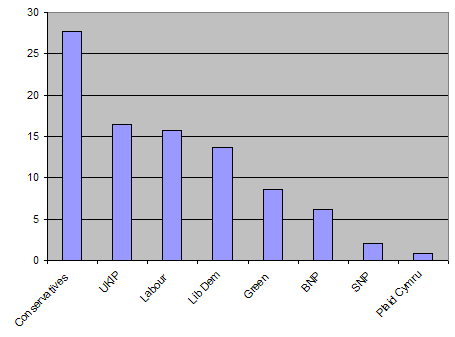 30
25
20
15
10
5
0
Conservatives
UKIP
Labour
Lib Dem
Green
BNP
SNP
Plaid Cymru